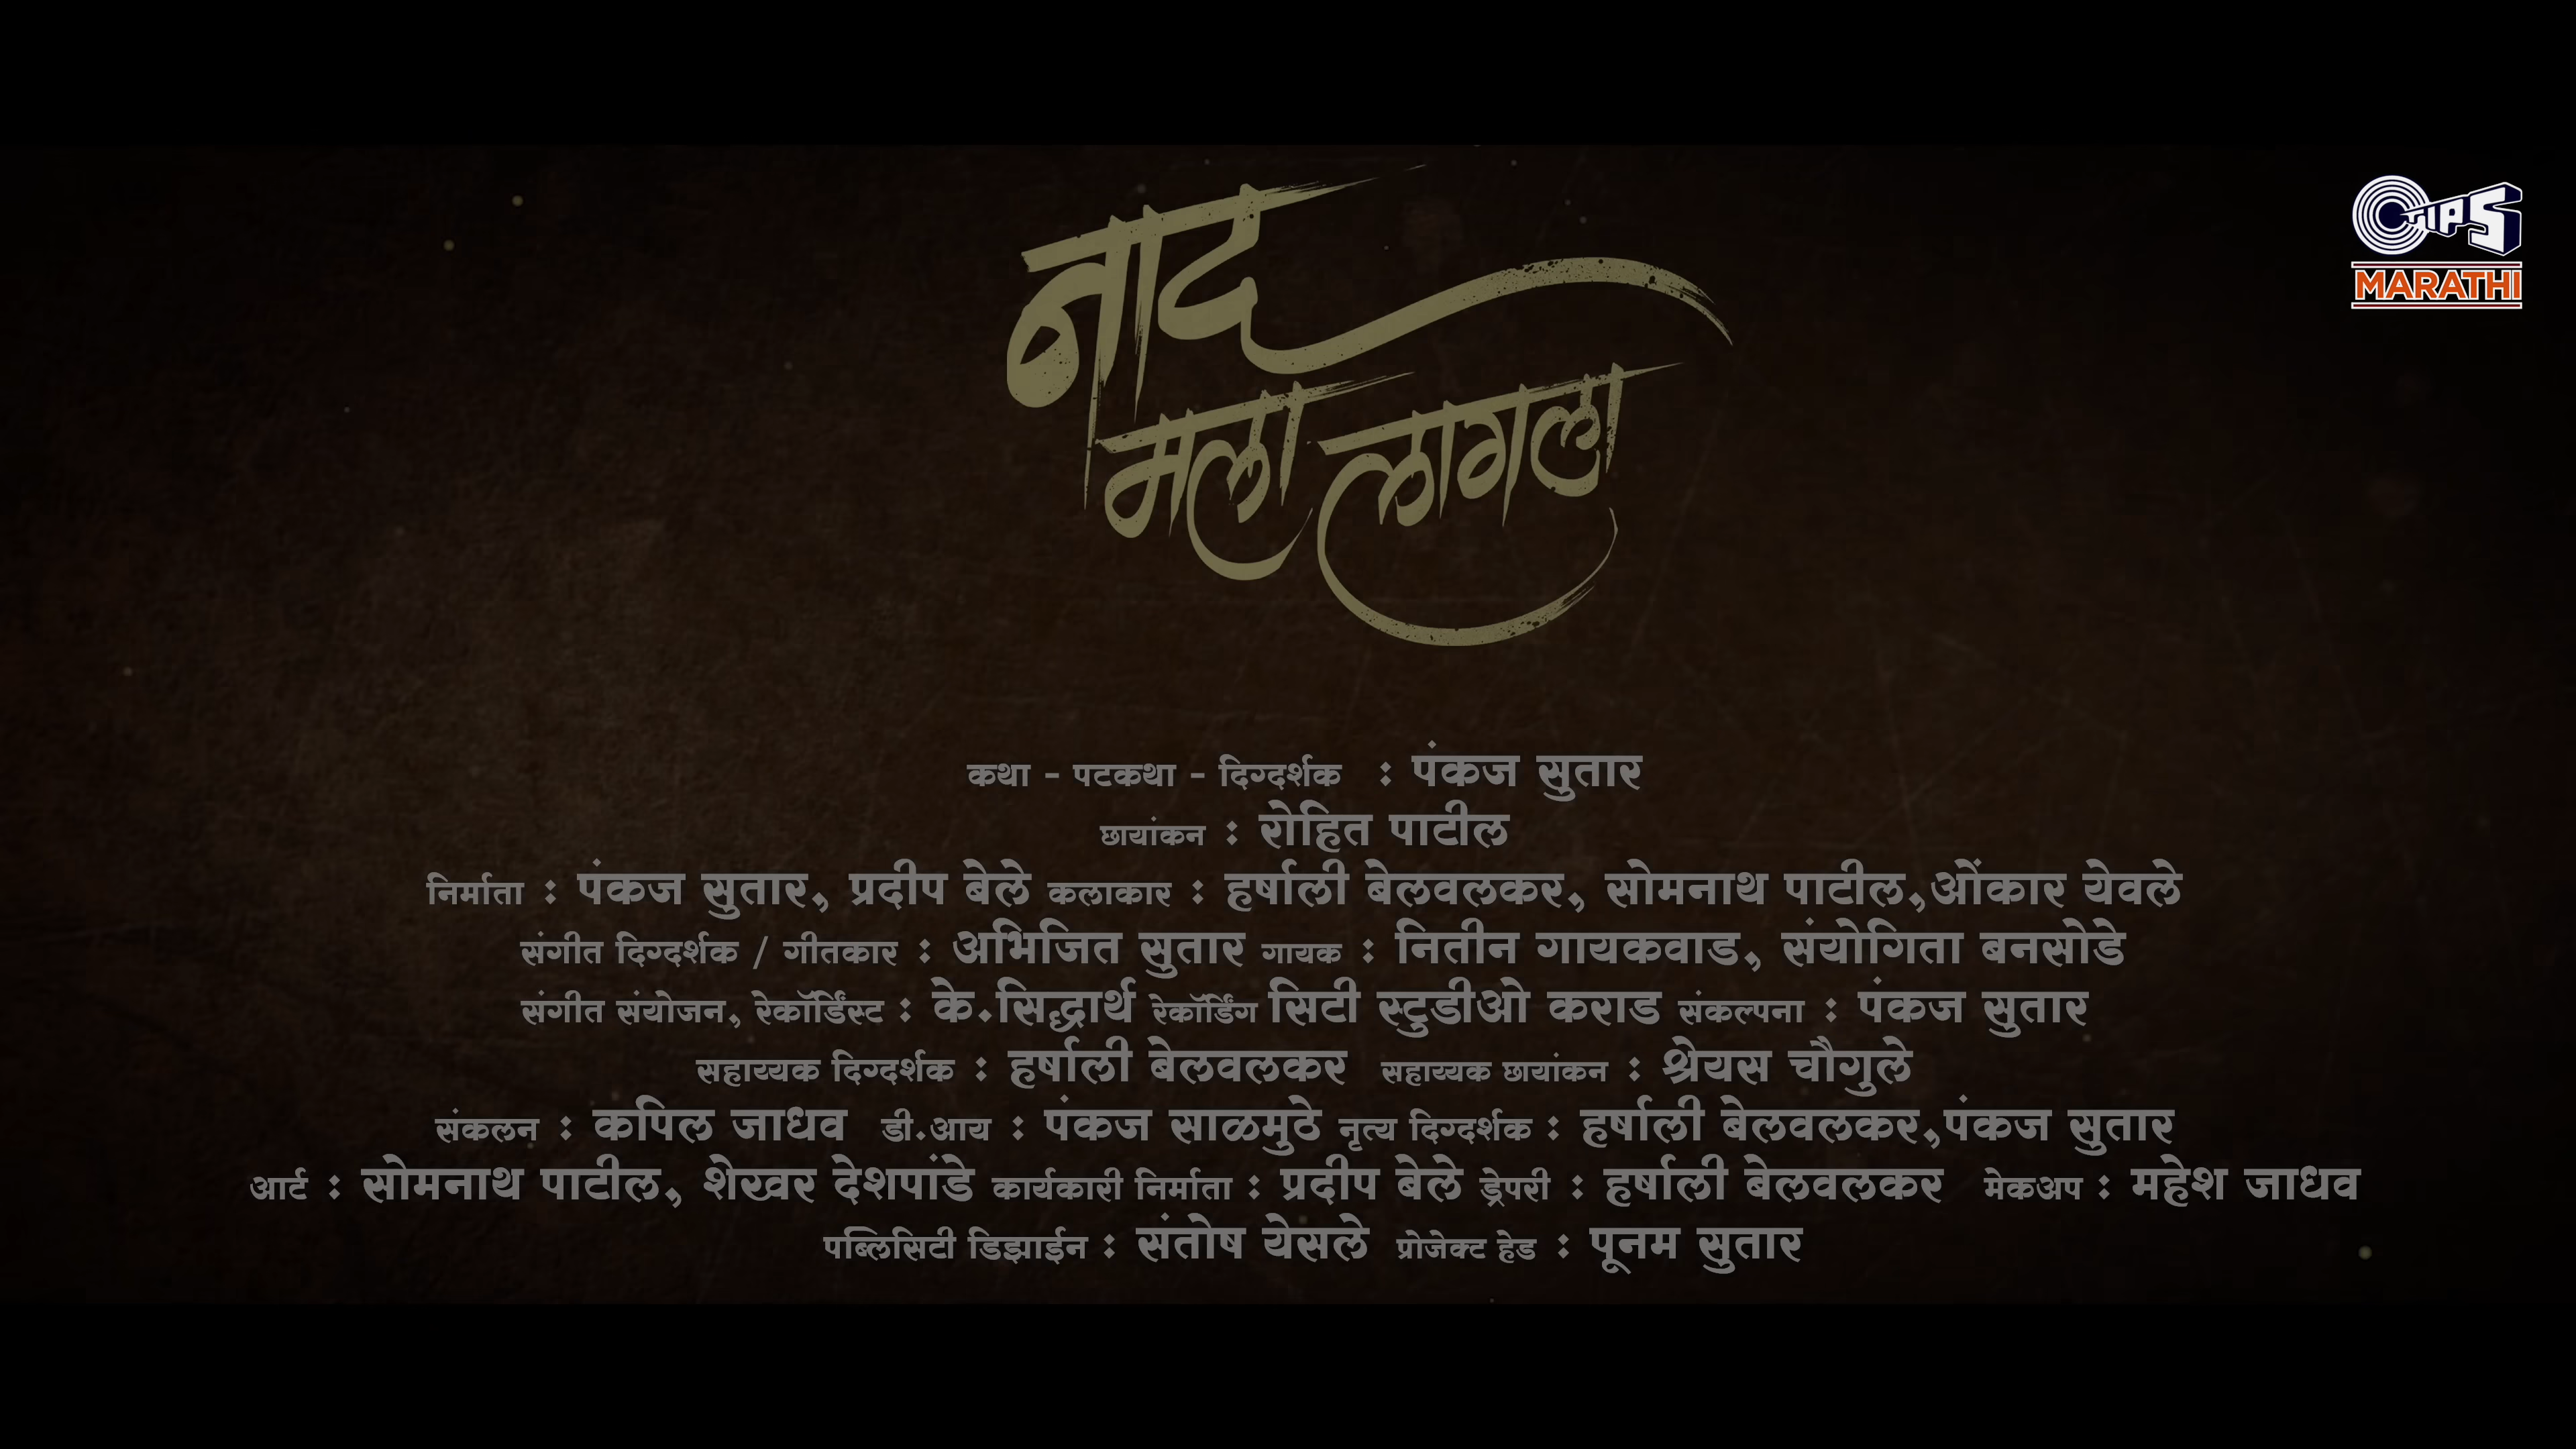 नाद
मला लागला
TIPS
MARATHI
कथा - पटकथा - दिग्दर्शक : पंकज सुतार
छायांकन : रोहित पाटील
निर्माता : पंकज सुतार, प्रदीप बेले कलाकार : हर्षाली बेलवलकर, सोमनाथ पाटील,ओंकार येवले
संगीत दिग्दर्शक / गीतकार : अभिजित सुतार गायक : नितीन गायकवाड, संयोगिता बनसोडे
संगीत संयोजन, रेकॉर्डिंस्ट : के.सिद्धार्थ रेकॉर्डिंग सिटी स्टुडीओ कराड संकल्पना : पंकज सुतार
सहाय्यक दिग्दर्शक : हर्षाली बेलवलकर सहाय्यक छायांकन : श्रेयस चौगुले
संकलन : कपिल जाधव डी.आय : पंकज साळमुठे नृत्य दिग्दर्शक : हर्षाली बेलवलकर,पंकज सुतार
आर्ट : सोमनाथ पाटील, शेखर देशपांडे कार्यकारी निर्माता : प्रदीप बेले ड्रेपरी : हर्षाली बेलवलकर मेकअप : महेश जाधव
पब्लिसिटी डिझाईन : संतोष येसले प्रोजेक्ट हेड : पूनम सुतार